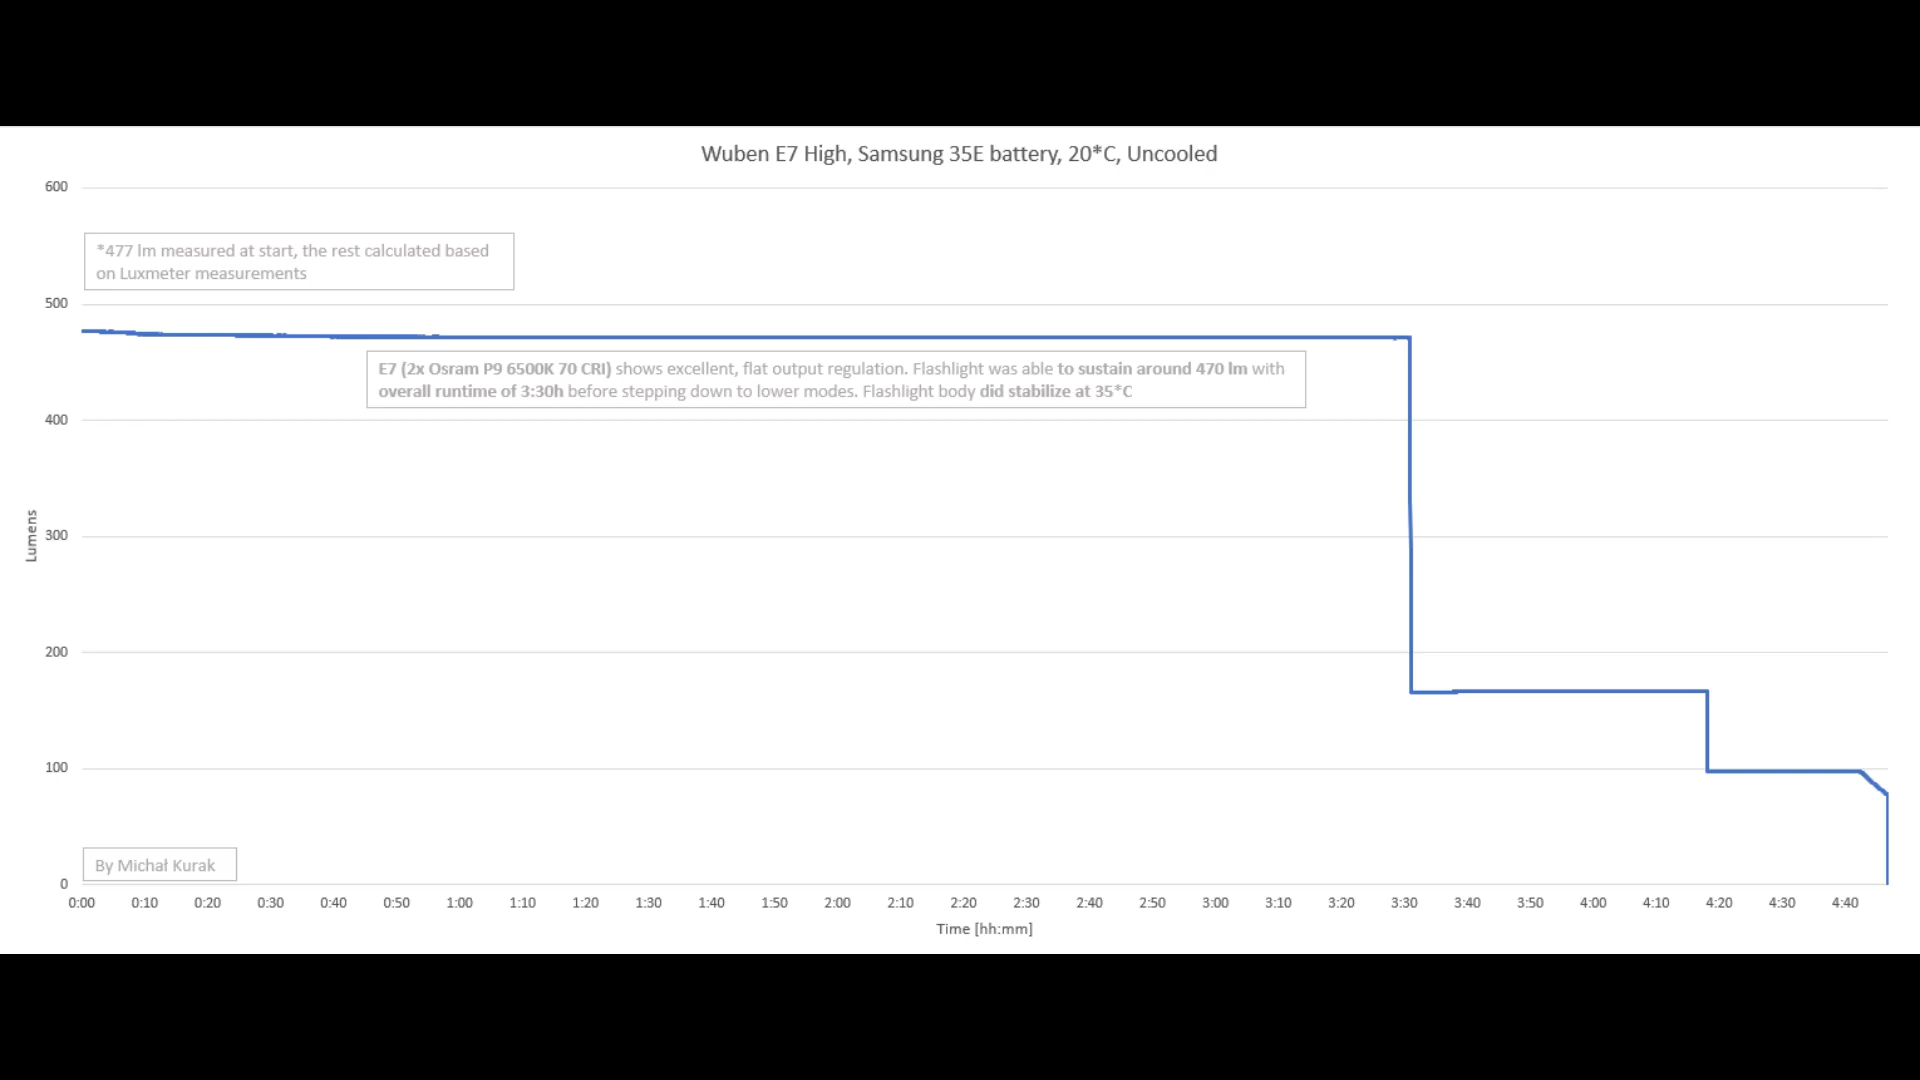 Wuben E7 High, Samsung 35E battery, 20*C, Uncooled
600
*477 lm measured at start, the rest calculated based
on Luxmeter measurements
500
E7 (2x Osram P9 6500K 70 CRI) shows excellent, flat output regulation. Flashlight was able to sustain around 470 lm with
overall runtime of 3:30h before stepping down to lower modes. Flashlight body did stabilize at 35*C
400
Lumens
300
200
100
By Michał Kurak
0
0:00 0:10 0:20 0:30 0:40 0:50 1:00 1:10 1:20 1:30 1:40 1:50 2:00 2:10 2:20 2:30 2:40 2:50 3:00 3:10 3:20 3:30 3:40 3:50 4:00 4:10 4:20 4:30 4:40
Time [hh:mm]